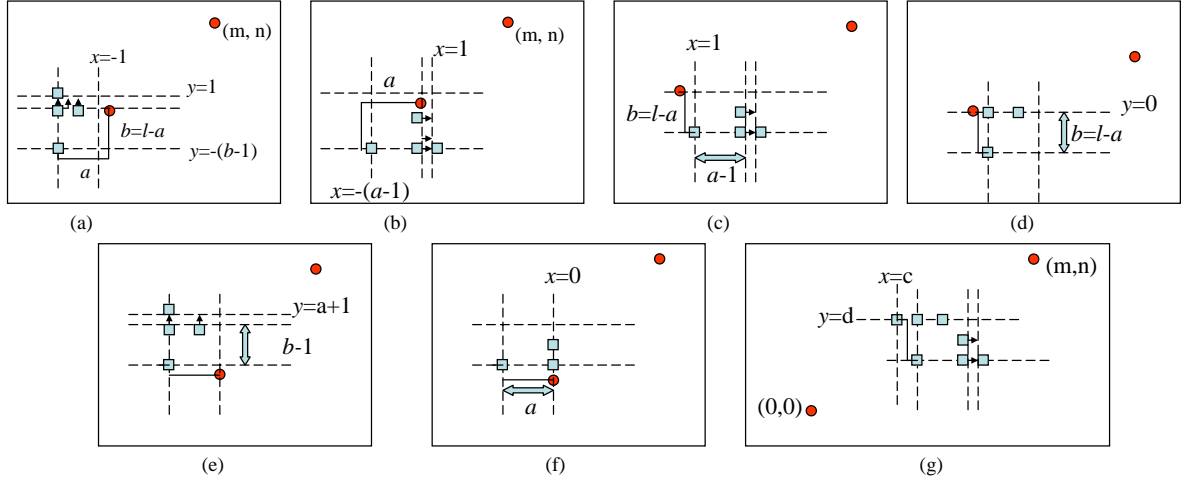 (m, n)
x=-1
y=1
b=l-a
y=-(b-1)
a
(a)
(m, n)
x=1
a
x=-(a-1)
(b)
x=1
b=l-a
a-1
(c)
y=0
b=l-a
(d)
y=a+1
b-1
(e)
x=0
a
(f)
(m,n)
x=c
y=d
(0,0)
(g)